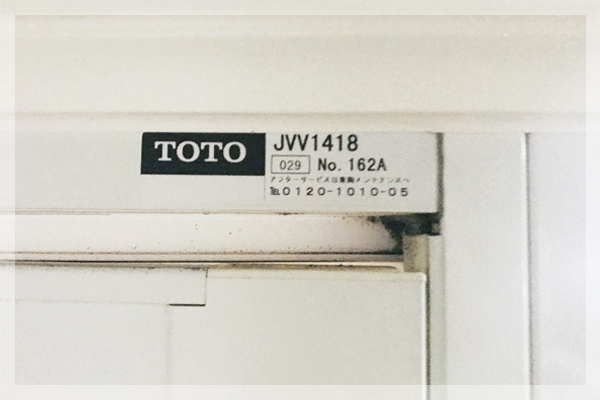 TOTO
JVV1418
029 No. 162A
アフターサービスは東陶メンテナンスへ
℡0120-1010-05